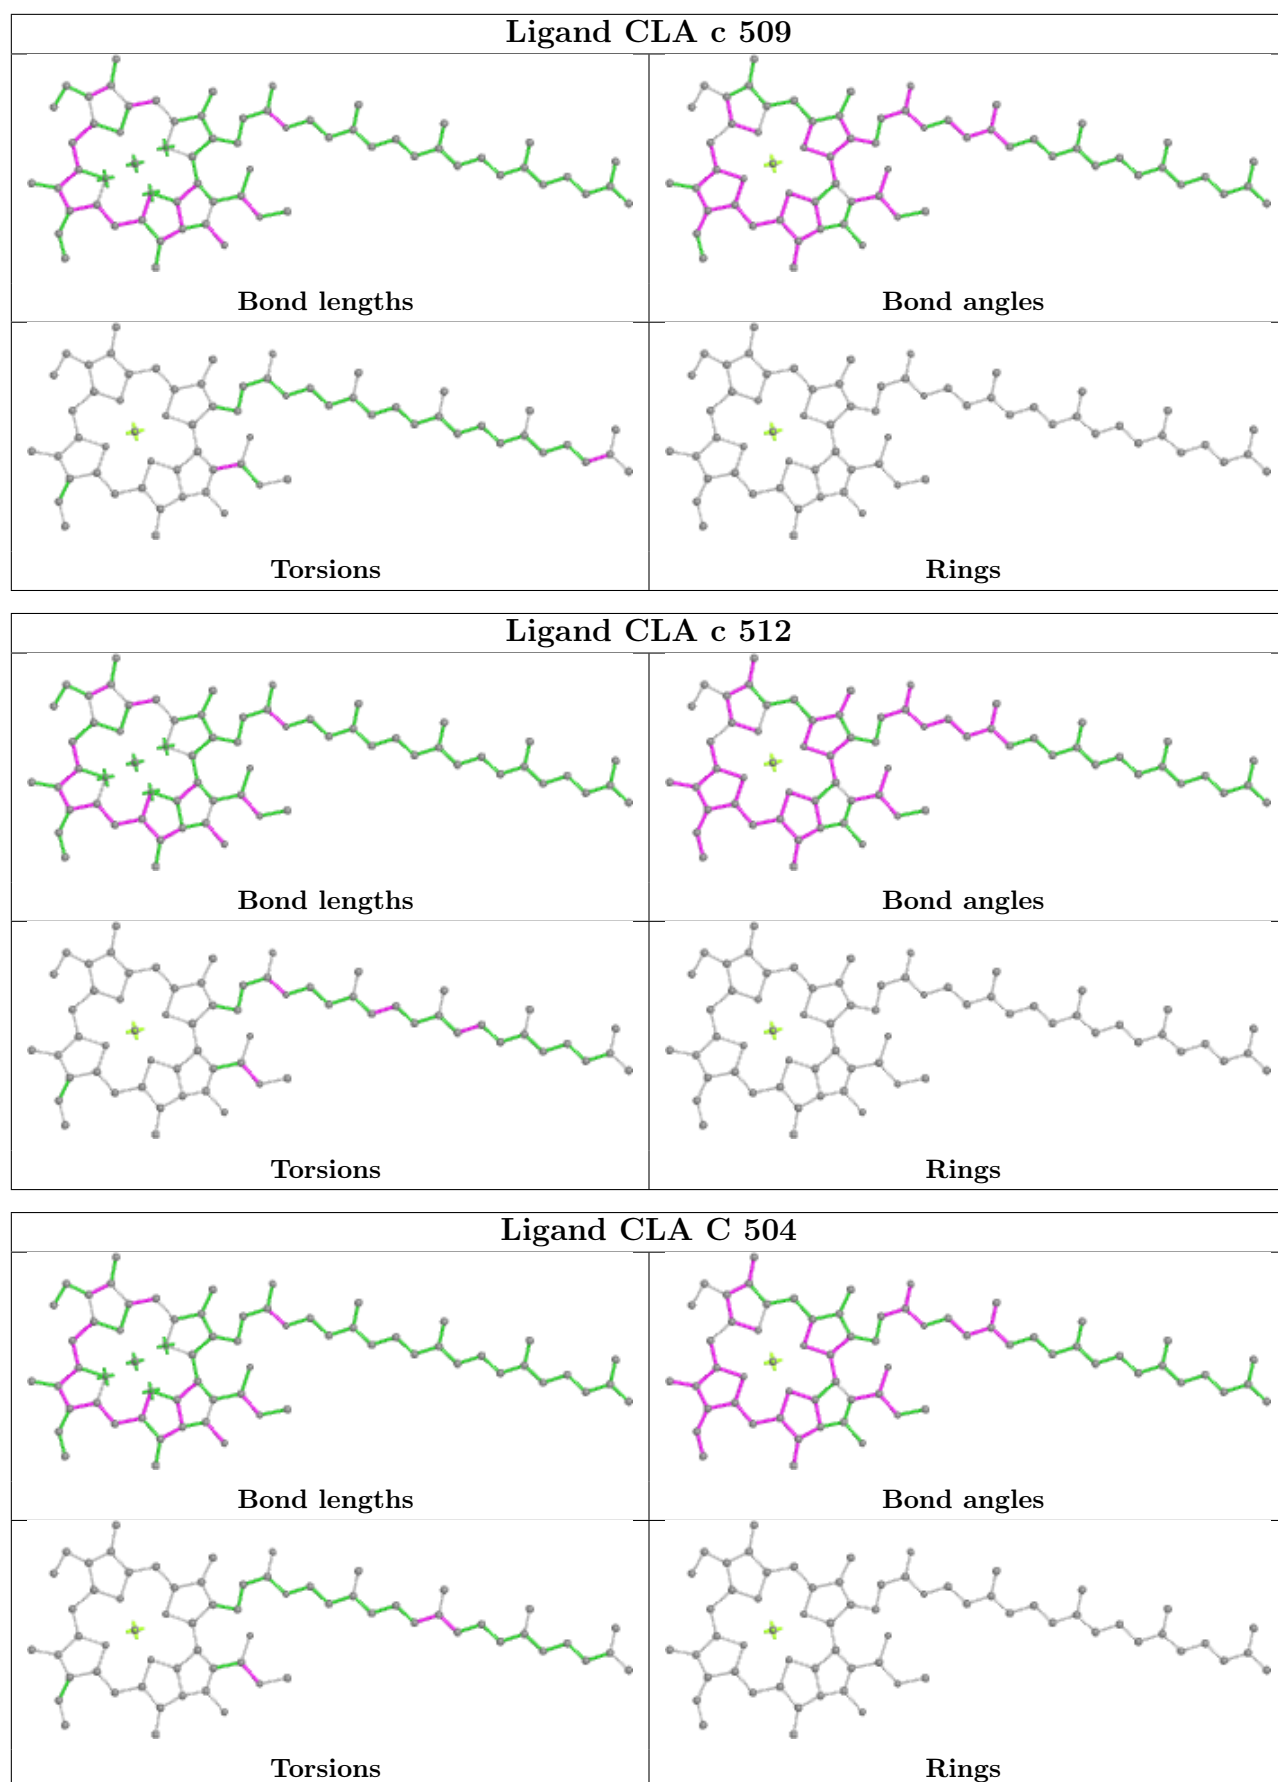 Ligand CLA c 509
Bond lengths
Bond angles
Torsions
Rings
Ligand CLA c 512
Bond lengths
Bond angles
Torsions
Rings
Ligand CLA C 504
Bond lengths
Bond angles
Torsions
Rings